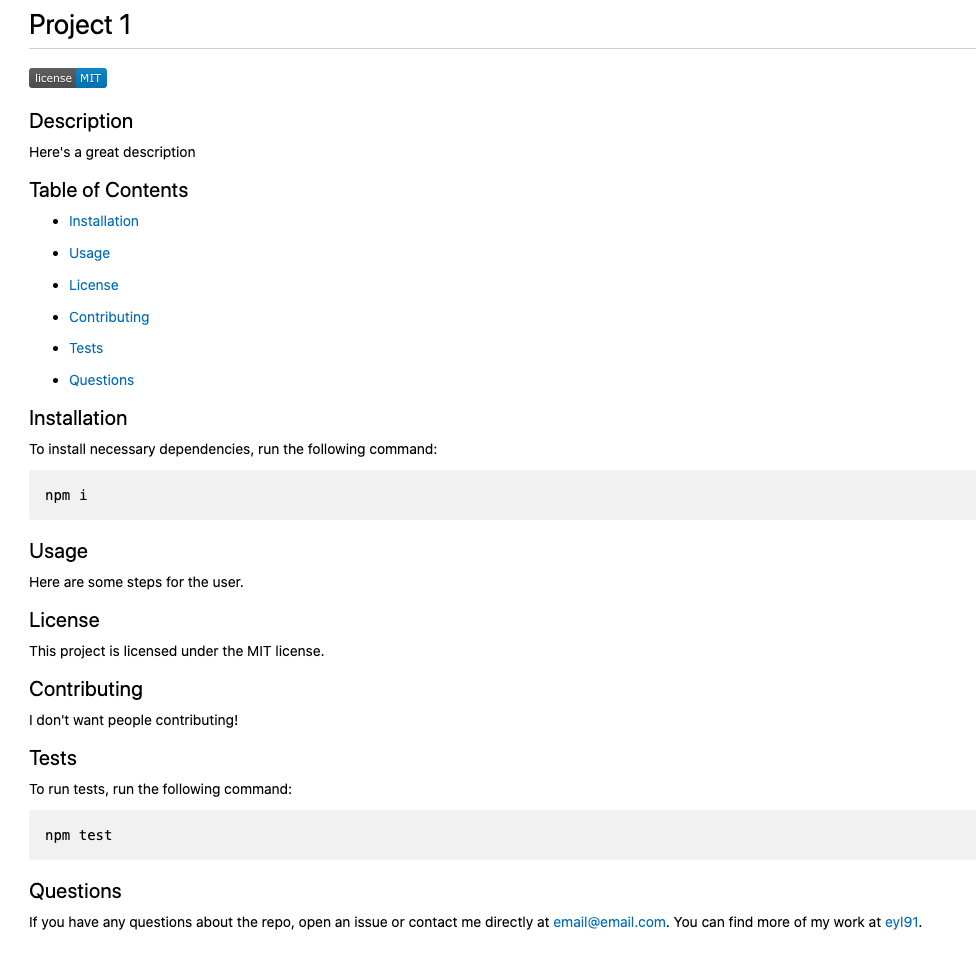 Project 1
license MIT
Description
Here's a great description
Table of Contents
Installation
Usage
License
Contributing
Tests
Questions
Installation
To install necessary dependencies, run the following command:
npm i
Usage
Here are some steps for the user.
License
This project is licensed under the MIT license.
Contributing
I don't want people contributing!
Tests
To run tests, run the following command:
npm test
Questions
If you have any questions about the repo, open an issue or contact me directly at email@email.com. You can find more of my work at eyl91.